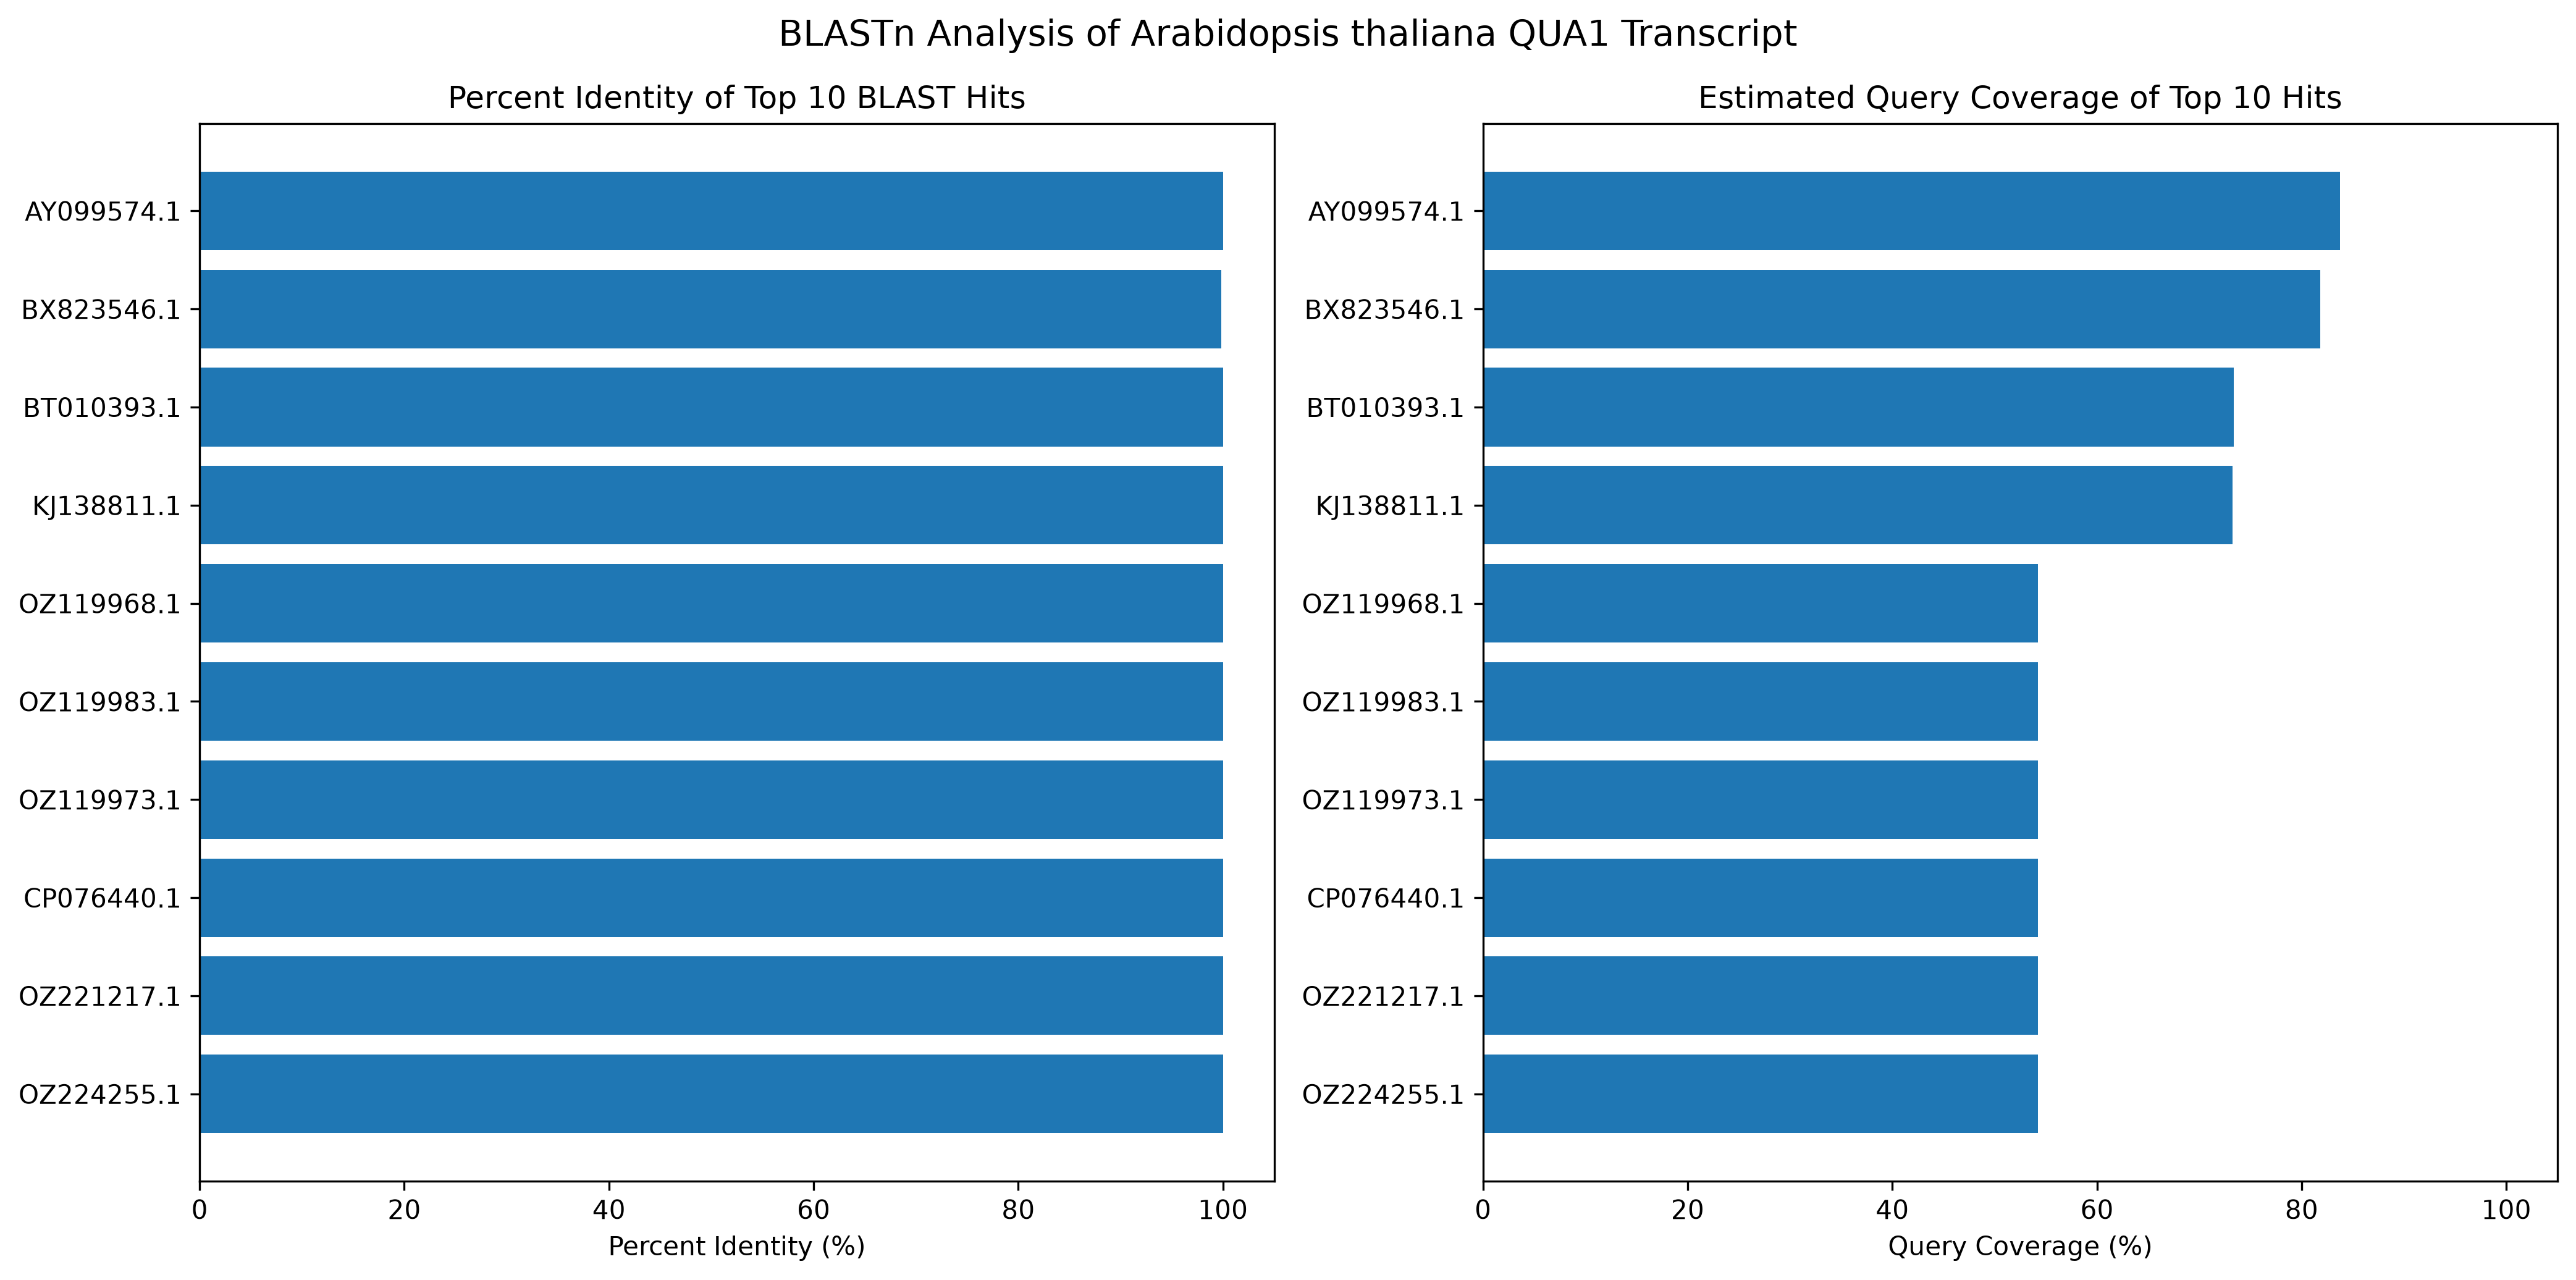 BLASTn Analysis of Arabidopsis thaliana QUA1 Transcript
Percent Identity of Top 10 BLAST Hits
AY099574.1
BX823546.1
BT010393.1
KJ138811.1
OZ119968.1
OZ119983.1
OZ119973.1
CP076440.1
OZ221217.1
OZ224255.1
0 20 40 60 80 100
Percent Identity (%)
Estimated Query Coverage of Top 10 Hits
AY099574.1
BX823546.1
BT010393.1
KJ138811.1
OZ119968.1
OZ119983.1
OZ119973.1
CP076440.1
OZ221217.1
OZ224255.1
0 20 40 60 80 100
Query Coverage (%)